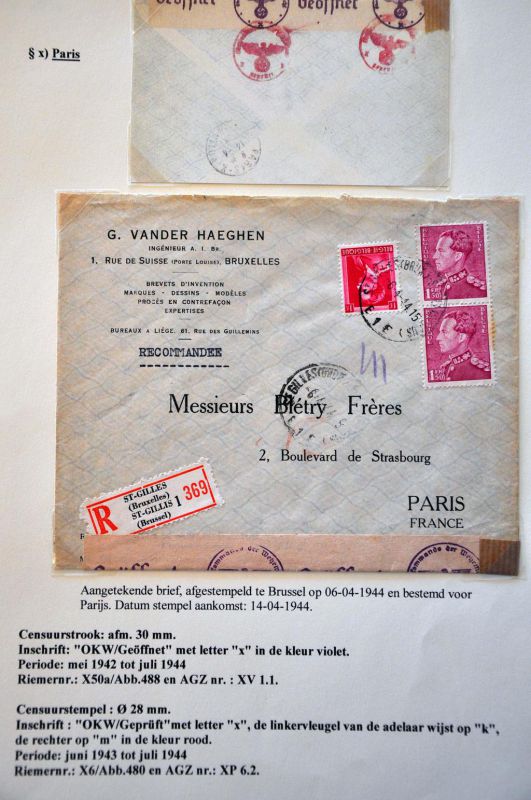 Geöffnet
Geöffnet
§ x) Paris
G. VANDER HAEGHEN
INGÉNIEUR A. I. Br.
1, RUE DE SUISSE (PORTE LOUISE), BRUXELLES
BREVETS D'INVENTION
MARQUES - DESSINS - MODÈLES
PROCÈS EN CONTREFAÇON
EXPERTISES
BUREAUX A LIÉGE, 61, RUE DES GUILLEMINS
RECOMMANDEE
Messieurs Blétry Frères
2, Boulevard de Strasbourg
PARIS
FRANCE
R
ST-GILLES
(Bruxelles)
ST-GILLIS 1 369
(Brussel)
Aangetekende brief, afgestempeld te Brussel op 06-04-1944 en bestemd voor
Parijs. Datum stempel aankomst: 14-04-1944.
Censuurstrook: afm. 30 mm.
Inschrift: "OKW/Geöffnet" met letter "x" in de kleur violet.
Periode: mei 1942 tot juli 1944
Riemernr.: X50a/Abb.488 en AGZ nr. : XV 1.1.
Censuurstempel : Ø 28 mm.
Inschrift : "OKW/Geprüft"met letter "x", de linkervleugel van de adelaar wijst op "k",
de rechter op "m" in de kleur rood.
Periode: juni 1943 tot juli 1944
Riemernr.: X6/Abb.480 en AGZ nr.: XP 6.2.